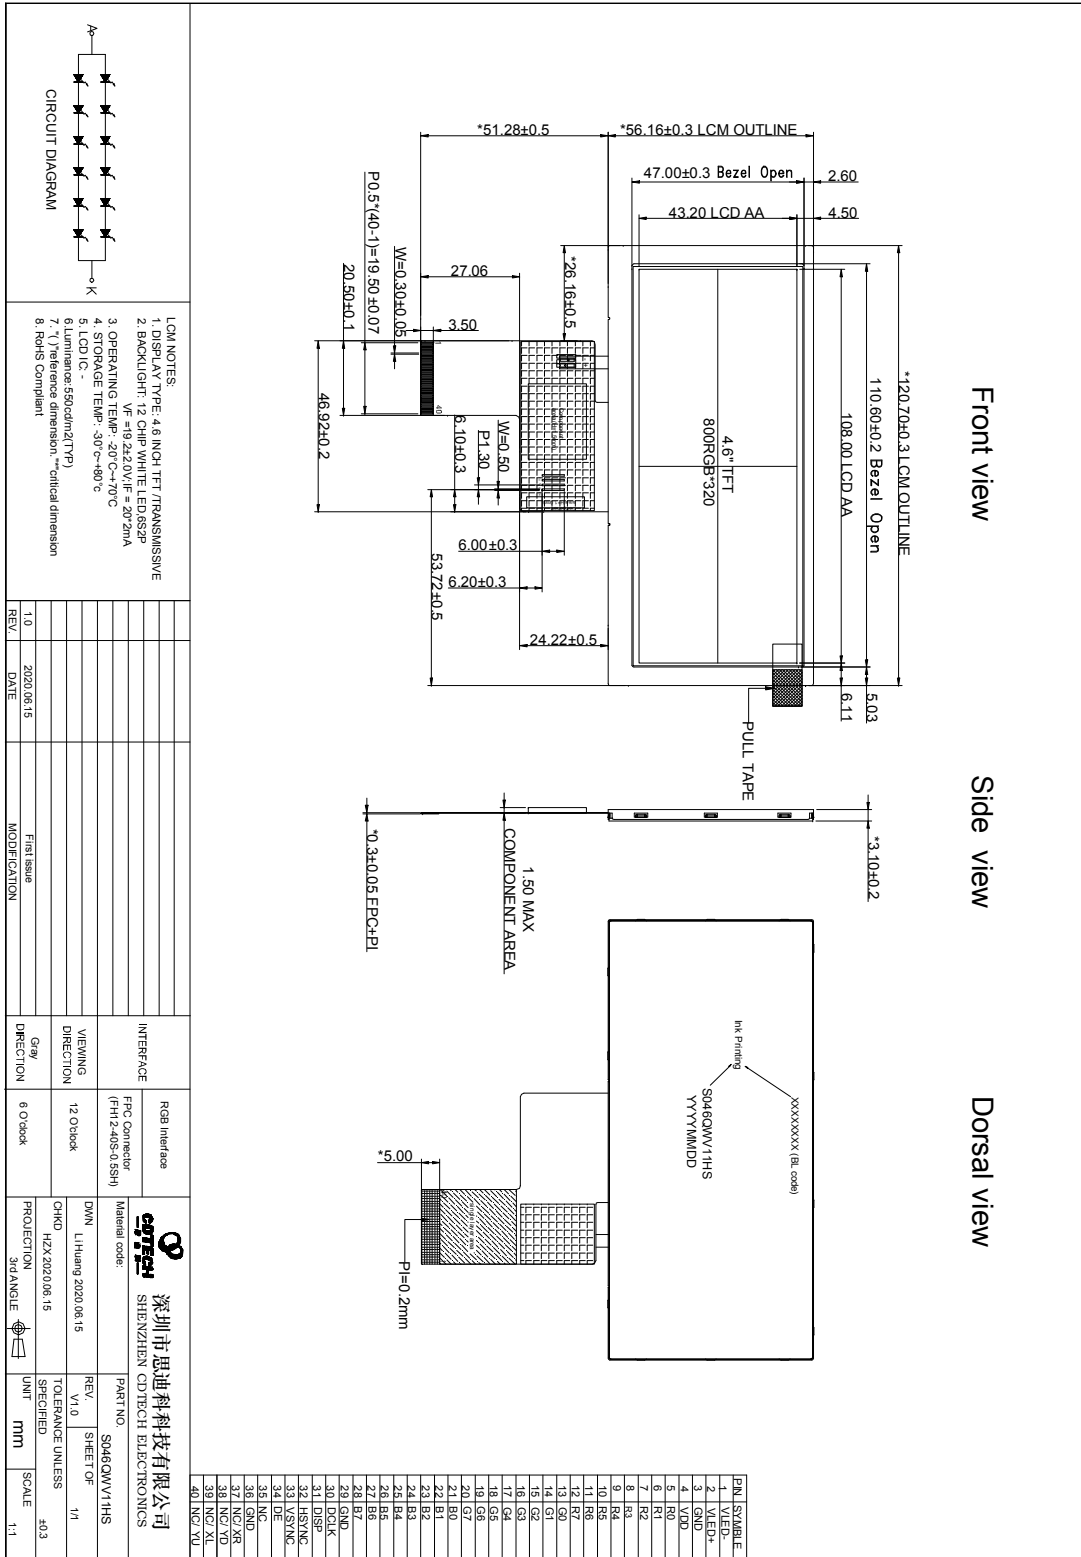 Front view
Side view
Dorsal view
*120.70±0.3 LCM OUTLINE
110.60±0.2 Bezel Open
108.00 LCD AA
*56.16±0.3 LCM OUTLINE
47.00±0.3 Bezel Open
43.20 LCD AA
2.60
4.50
*51.28±0.5
*26.16±0.5
4.6" TFT
800RGB*320
5.03
6.11
PULL TAPE
27.06
3.50
P0.5*(40-1)=19.50±0.07
W=0.30±0.05
20.50±0.1
46.92±0.2
40
6.10±0.3
P1.30
W=0.50
6.00±0.3
6.20±0.3
53.72±0.5
24.22±0.5
*3.10±0.2
1.50 MAX
COMPONENT AREA
*0.3±0.05 FPC+PI
Ink Printing
XXXXXXXX (BL code)
S046QWV11HS
YYYYMMDD
*5.00
PI=0.2mm
A
K
CIRCUIT DIAGRAM
LCM NOTES:
1. DISPLAY TYPE: 4.6 INCH TFT /TRANSMISSIVE
2. BACKLIGHT: 12 CHIP WHITE LED,6S2P
VF =19.2±2.0V,IF = 20*2mA
3. OPERATING TEMP: -20°C~+70°C
4. STORAGE TEMP: -30°c~+80°c
5. LCD IC: -
6.Luminance:550cd/m2(TYP)
7. "( )"reference dimension. "*"critical dimension
8. RoHS Compliant
1.0
2020.06.15
First issue
REV.
DATE
MODIFICATION
INTERFACE
RGB Interface
FPC Connector
(FH12-40S-0.5SH)
VIEWING
DIRECTION
12 O'clock
Gray
DIRECTION
6 O'clock
CDTECH
深圳市思迪科科技有限公司
SHENZHEN CDTECH ELECTRONICS
Material code:
PART NO.
S046QWV11HS
DWN
LiHuang 2020.06.15
REV.
V1.0
SHEET OF
1/1
CHKD
HZX 2020.06.15
TOLERANCE UNLESS
SPECIFIED
±0.3
PROJECTION
3rd ANGLE
UNIT
mm
SCALE
1:1
PIN SYMBLE
1 VLED-
2 VLED+
3 GND
4 VDD
5 R0
6 R1
7 R2
8 R3
9 R4
10 R5
11 R6
12 R7
13 G0
14 G1
15 G2
16 G3
17 G4
18 G5
19 G6
20 G7
21 B0
22 B1
23 B2
24 B3
25 B4
26 B5
27 B6
28 B7
29 GND
30 DCLK
31 DISP
32 HSYNC
33 VSYNC
34 DE
35 NC
36 GND
37 NC/ XR
38 NC/ YD
39 NC/ XL
40 NC/ YU